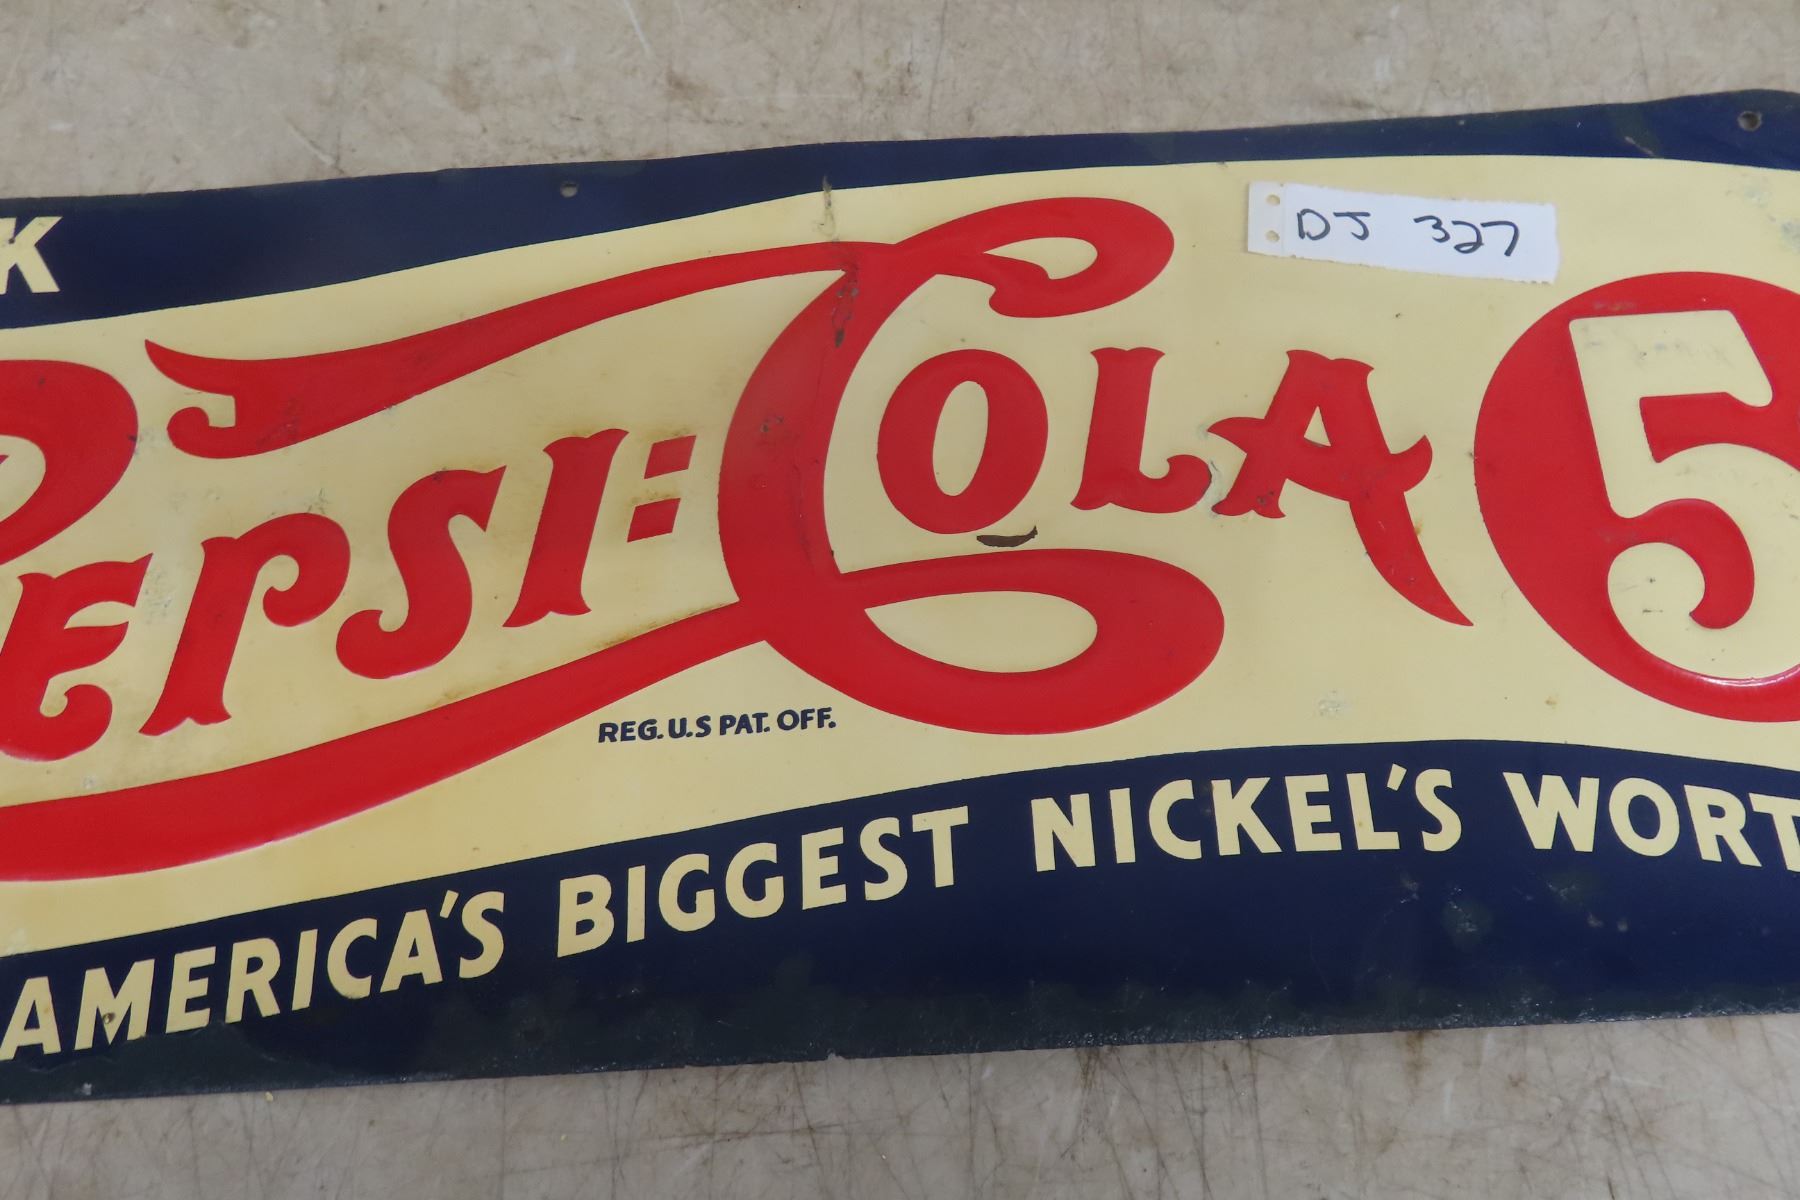 K
DJ 327
PEPSI:COLA 5
REG. U.S PAT. OFF.
AMERICA'S BIGGEST NICKEL'S WORT